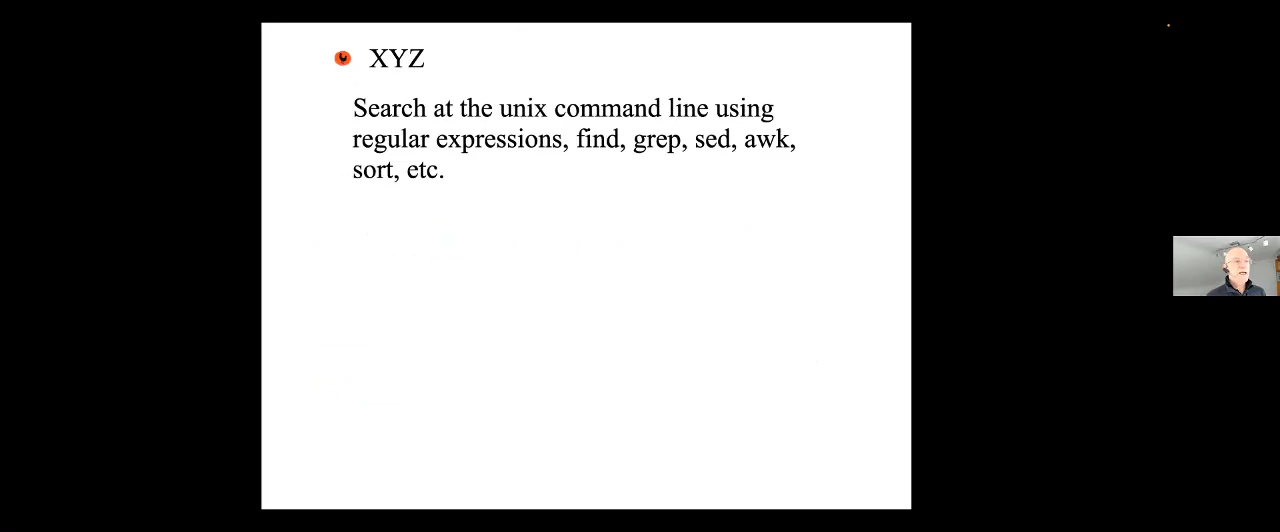 XYZ
Search at the unix command line using
regular expressions, find, grep, sed, awk,
sort, etc.